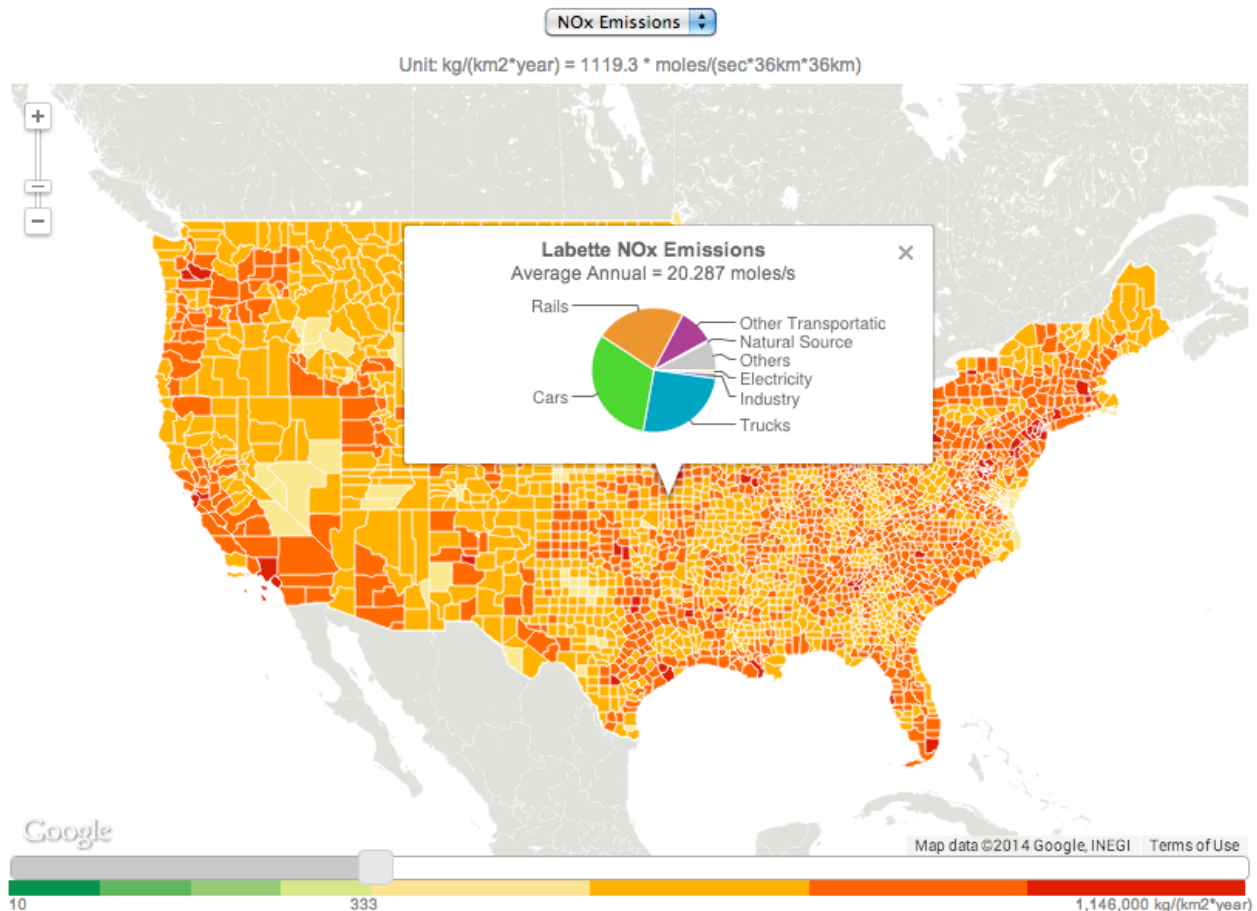 NOx Emissions
Unit: kg/(km2*year) = 1119.3 * moles/(sec*36km*36km)
Labette NOx Emissions
Average Annual = 20.287 moles/s
Rails
Other Transportatic
Natural Source
Others
Electricity
Industry
Cars
Trucks
Google
Map data ©2014 Google, INEGI Terms of Use
10 333 1,146,000 kg/(km2*year)